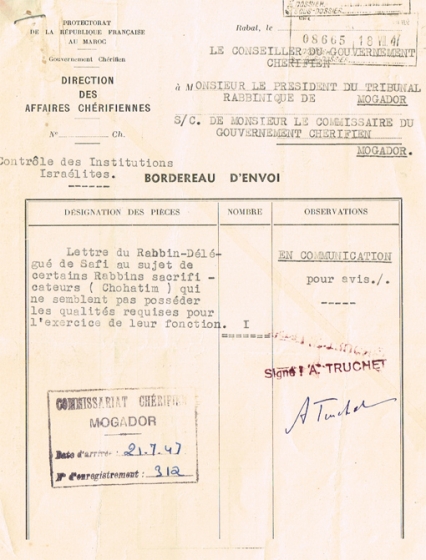 PROTECTORAT
DE LA RÉPUBLIQUE FRANÇAISE
AU MAROC
Gouvernement Chérifien
DIRECTION
DES
AFFAIRES CHÉRIFIENNES
N° Ch.
Contrôle des Institutions
Israélites.
Rabat, le
08665 18 VII 47
LE CONSEILLER DU GOUVERNEMENT
CHERIFIEN
à MONSIEUR LE PRESIDENT DU TRIBUNAL
RABBINIQUE DE MOGADOR
S/C. DE MONSIEUR LE COMMISSAIRE DU
GOUVERNEMENT CHERIFIEN
MOGADOR.
BORDEREAU D'ENVOI
DÉSIGNATION DES PIÈCES NOMBRE OBSERVATIONS
Lettre du Rabbin-Délé-
gué de Safi au sujet de
certains Rabbins sacrifi-
cateurs ( Chohatim ) qui
ne semblent pas posséder
les qualités requises pour
l'exercice de leur fonction. I
EN COMMUNICATION
pour avis./.
Signé : A. TRUCHET
A Truchet
COMMISSARIAT CHÉRIFIEN
MOGADOR
Date d'arrivée : 21.7.47
N° d'enregistrement : 312